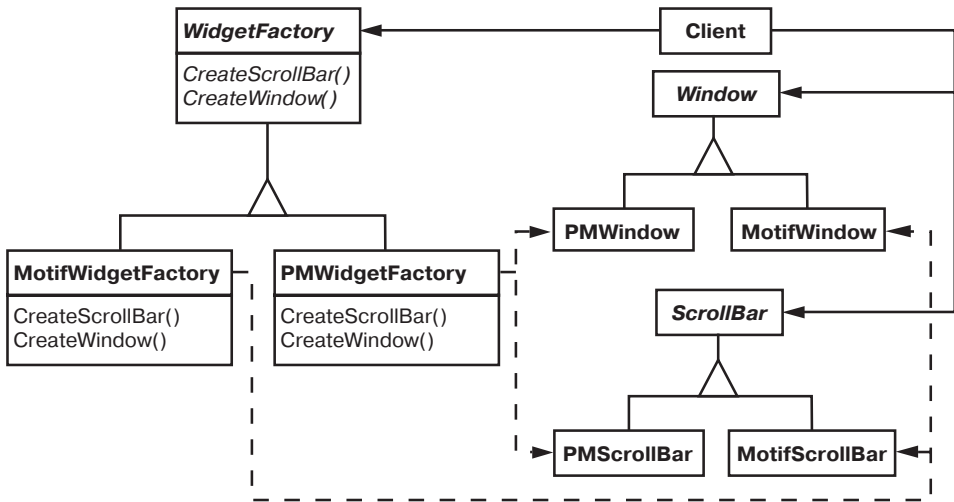 WidgetFactory
CreateScrollBar()
CreateWindow()
Client
Window
PMWindow
MotifWindow
MotifWidgetFactory
CreateScrollBar()
CreateWindow()
PMWidgetFactory
CreateScrollBar()
CreateWindow()
ScrollBar
PMScrollBar
MotifScrollBar